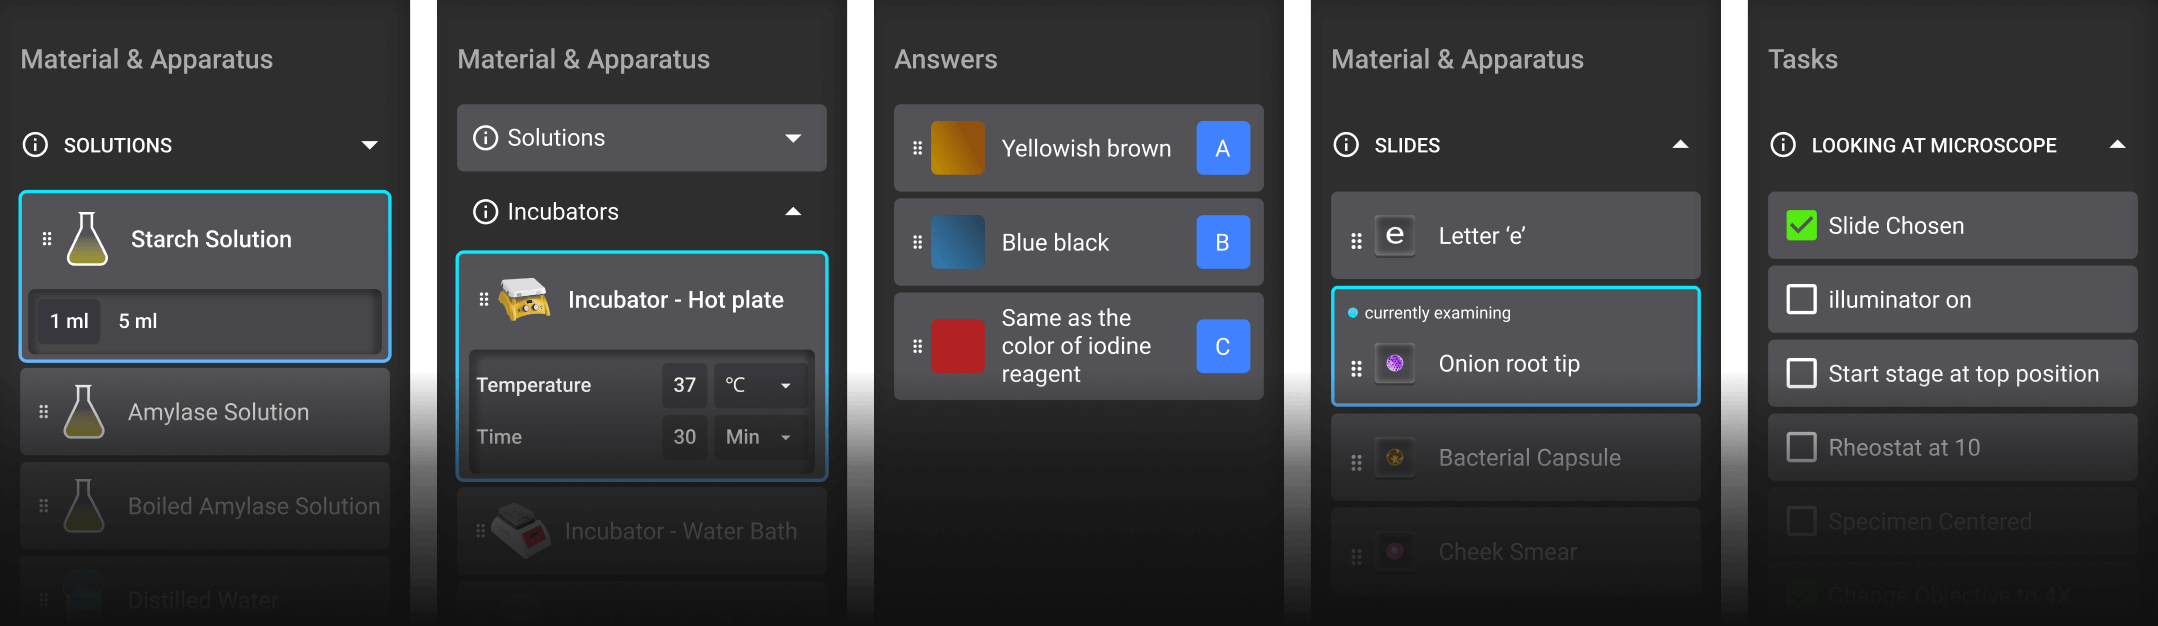 Material & Apparatus
SOLUTIONS
Starch Solution
1 ml 5 ml
Amylase Solution
Boiled Amylase Solution
Distilled Water
Material & Apparatus
Solutions
Incubators
Incubator - Hot plate
Temperature 37 °C
Time 30 Min
Incubator - Water Bath
Answers
Yellowish brown A
Blue black B
Same as the
color of iodine C
reagent
Material & Apparatus
SLIDES
e Letter ‘e’
currently examining
Onion root tip
Bacterial Capsule
Cheek Smear
Tasks
LOOKING AT MICROSCOPE
Slide Chosen
illuminator on
Start stage at top position
Rheostat at 10
Specimen Centered
Change Objective to 4X